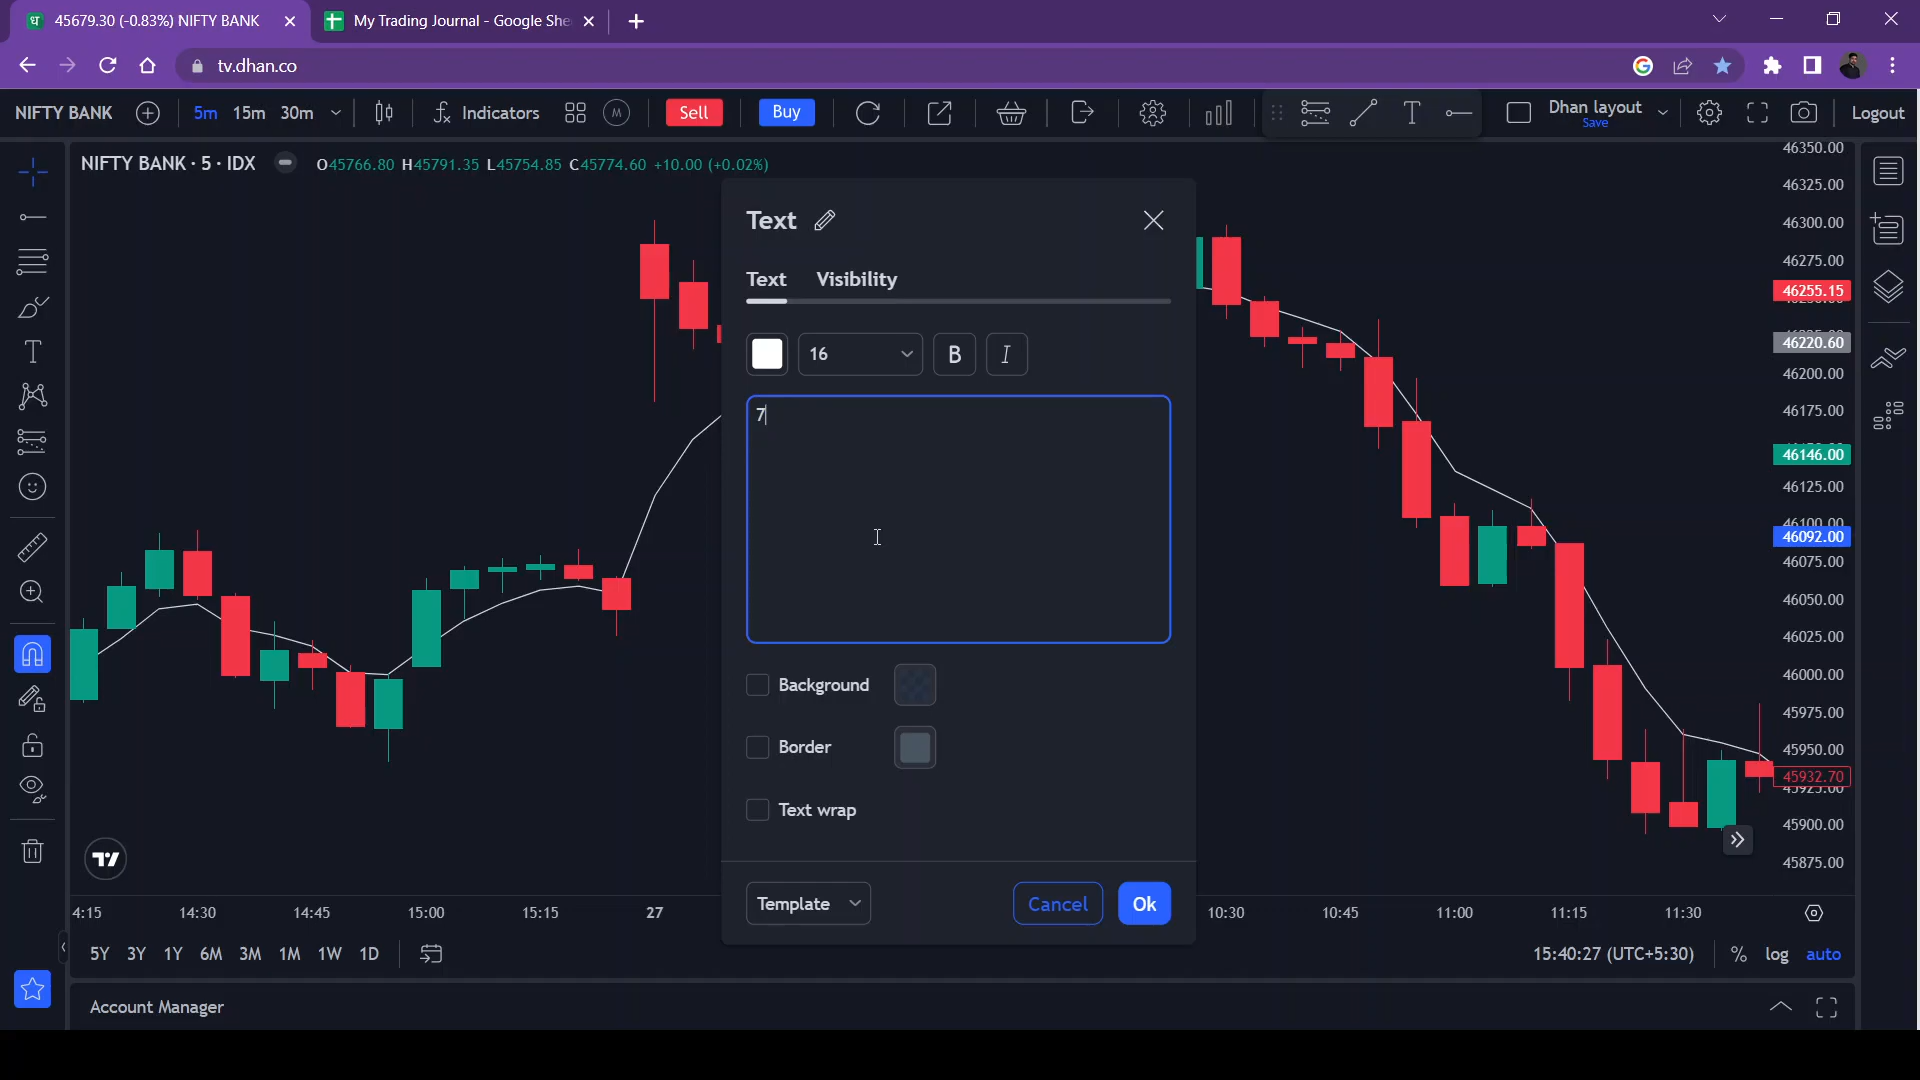 45679.30 (-0.83%) NIFTY BANK
My Trading Journal - Google She
tv.dhan.co
NIFTY BANK 5m 15m 30m Indicators M Sell Buy T Dhan layout Save Logout
NIFTY BANK · 5 · IDX O45766.80 H45791.35 L45754.85 C45774.60 +10.00 (+0.02%)
Text
Text Visibility
16 B I
7
Background
Border
Text wrap
Template Cancel Ok
46350.00
46325.00
46300.00
46275.00
46255.15
46220.60
46200.00
46175.00
46146.00
46125.00
46100.00
46092.00
46075.00
46050.00
46025.00
46000.00
45975.00
45950.00
45932.70
45925.00
45900.00
45875.00
4:15 14:30 14:45 15:00 15:15 27 10:30 10:45 11:00 11:15 11:30
5Y 3Y 1Y 6M 3M 1M 1W 1D 15:40:27 (UTC+5:30) % log auto
Account Manager